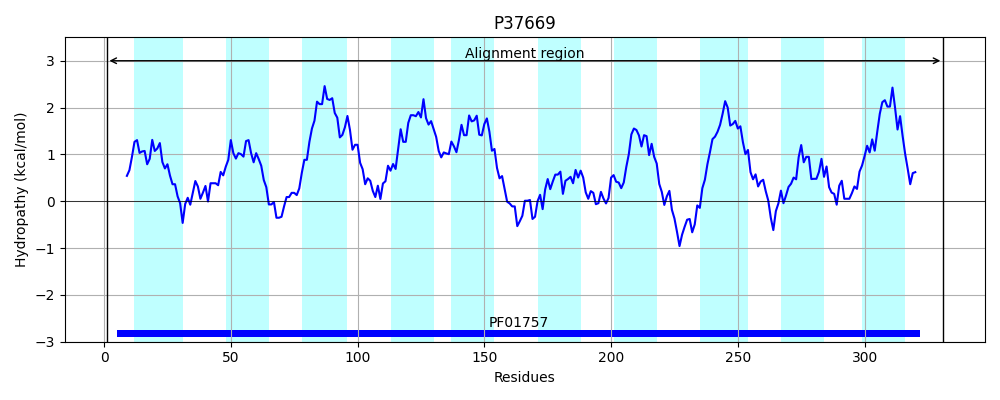 P37669
Hydropathy (kcal/mol)
3
2
1
0
−1
−2
−3
Alignment region
PF01757
0 50 100 150 200 250 300
Residues